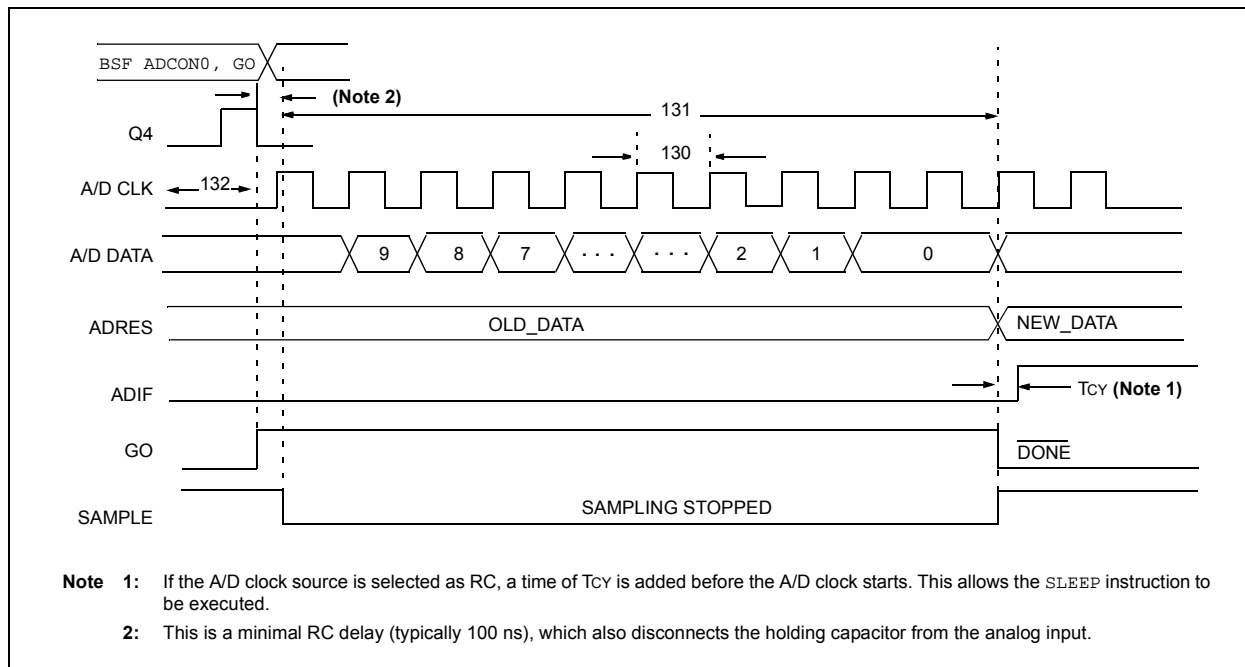 BSF ADCON0, GO
(Note 2)
131
Q4
130
A/D CLK
132
A/D DATA
9 8 7 . . . . . . 2 1 0
ADRES
OLD_DATA
NEW_DATA
ADIF
TCY (Note 1)
GO
DONE
SAMPLE
SAMPLING STOPPED
Note 1: If the A/D clock source is selected as RC, a time of TCY is added before the A/D clock starts. This allows the SLEEP instruction to
be executed.
2: This is a minimal RC delay (typically 100 ns), which also disconnects the holding capacitor from the analog input.